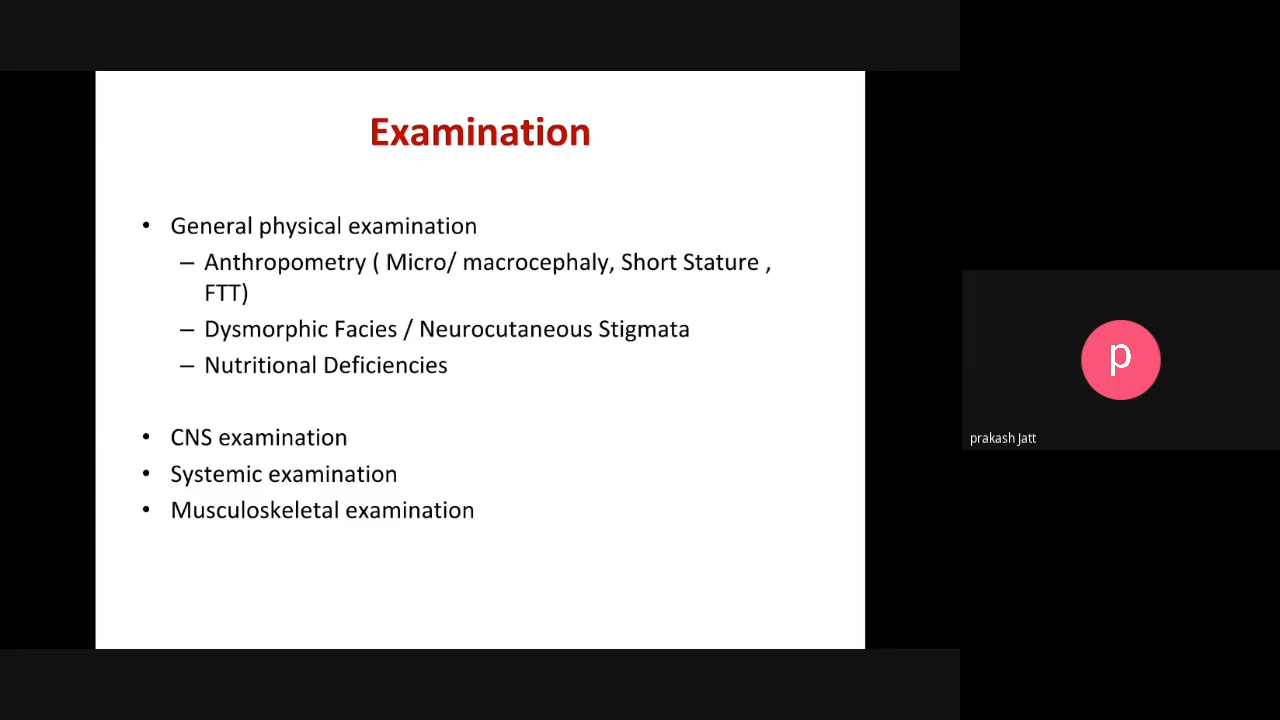 Examination
• General physical examination
– Anthropometry ( Micro/ macrocephaly, Short Stature ,
FTT)
– Dysmorphic Facies / Neurocutaneous Stigmata
– Nutritional Deficiencies
• CNS examination
• Systemic examination
• Musculoskeletal examination
p
prakash Jatt